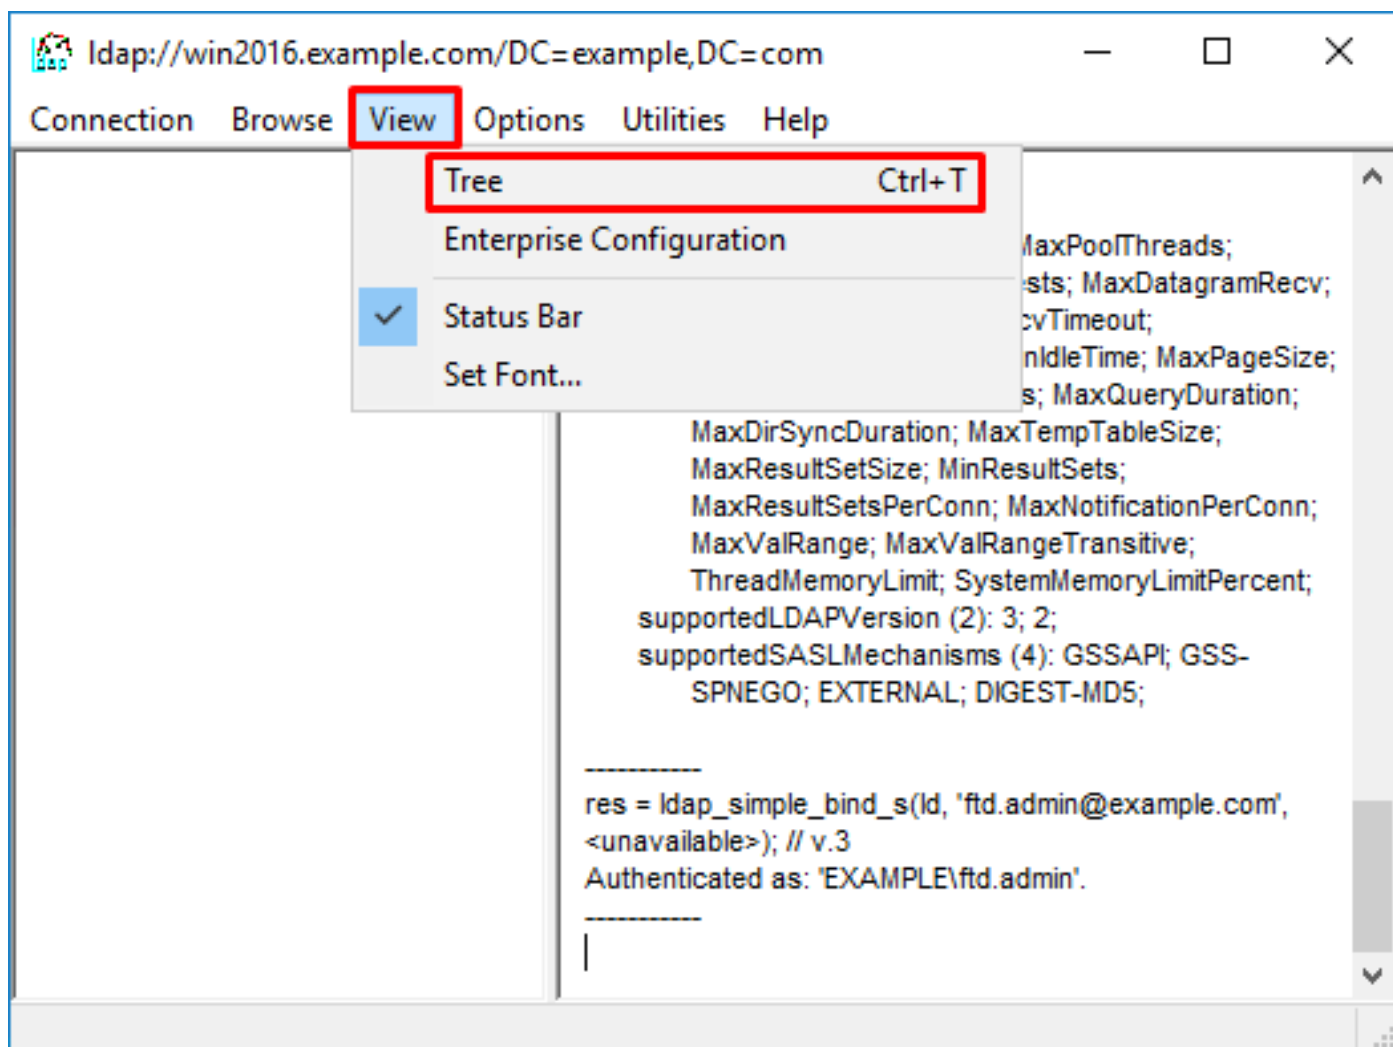 ldap://win2016.example.com/DC=example,DC=com
Connection Browse View Options Utilities Help
Tree Ctrl+T
Enterprise Configuration
Status Bar
Set Font...
MaxPoolThreads;
MaxDatagramRecv;
MaxPageSize;
MaxQueryDuration;
MaxDirSyncDuration; MaxTempTableSize;
MaxResultSetSize; MinResultSets;
MaxResultSetsPerConn; MaxNotificationPerConn;
MaxValRange; MaxValRangeTransitive;
ThreadMemoryLimit; SystemMemoryLimitPercent;
supportedLDAPVersion (2): 3; 2;
supportedSASLMechanisms (4): GSSAPI; GSS-
SPNEGO; EXTERNAL; DIGEST-MD5;
-----------
res = ldap_simple_bind_s(ld, 'ftd.admin@example.com',
<unavailable>); // v.3
Authenticated as: 'EXAMPLE\ftd.admin'.
-----------